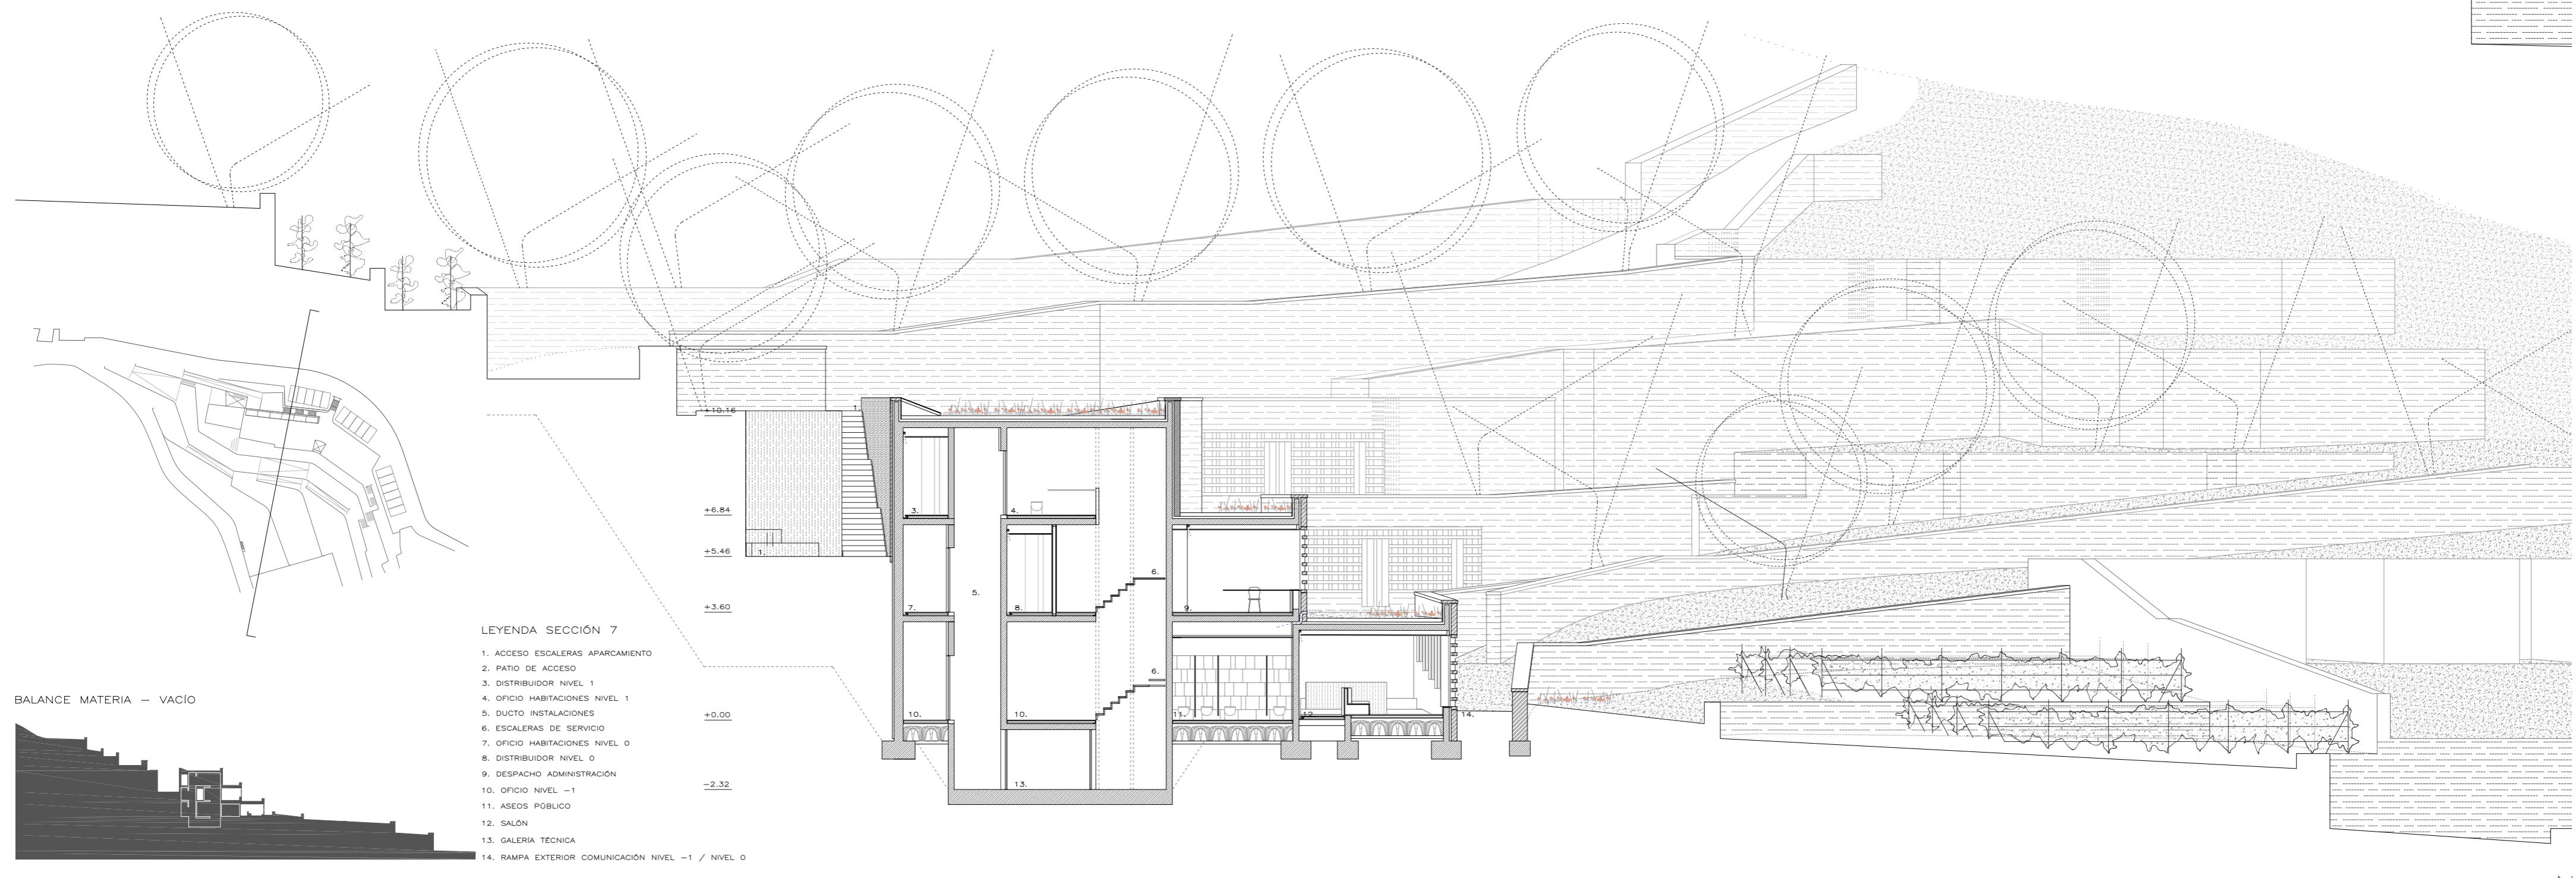 1.
+10.16
3.
4.
+6.84
+5.46
1.
6.
5.
+3.60
7.
8.
9.
6.
+0.00
10.
10.
11.
12
14.
-2.32
13.
LEYENDA SECCIÓN 7
1. ACCESO ESCALERAS APARCAMIENTO
2. PATIO DE ACCESO
3. DISTRIBUIDOR NIVEL 1
4. OFICIO HABITACIONES NIVEL 1
5. DUCTO INSTALACIONES
6. ESCALERAS DE SERVICIO
7. OFICIO HABITACIONES NIVEL 0
8. DISTRIBUIDOR NIVEL 0
9. DESPACHO ADMINISTRACIÓN
10. OFICIO NIVEL -1
11. ASEOS PÚBLICO
12. SALÓN
13. GALERÍA TÉCNICA
14. RAMPA EXTERIOR COMUNICACIÓN NIVEL -1 / NIVEL 0
BALANCE MATERIA - VACÍO